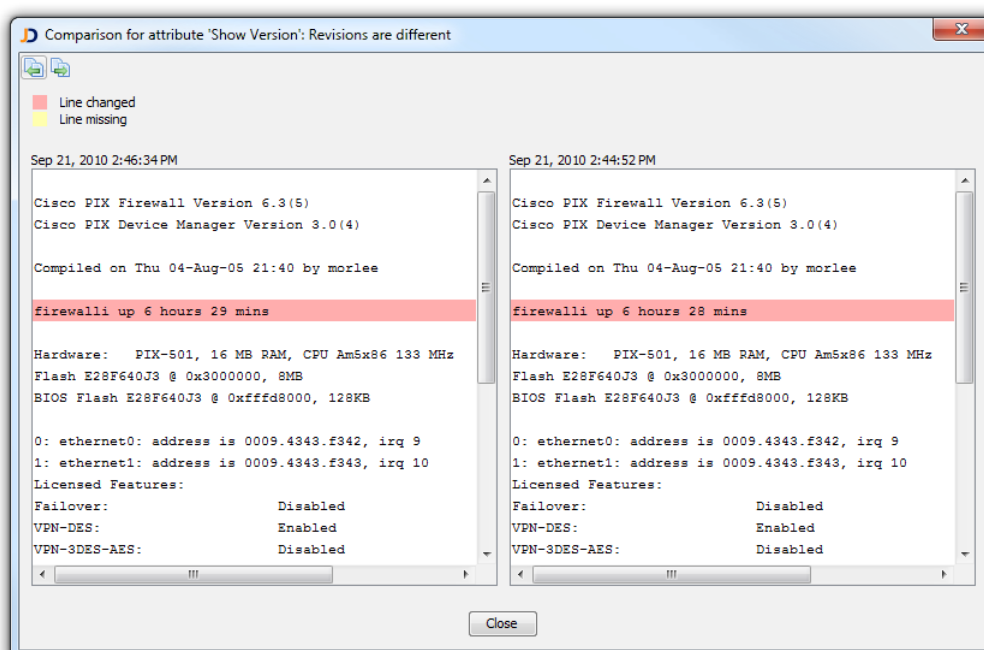 Comparison for attribute 'Show Version': Revisions are different
Line changed
Line missing
Sep 21, 2010 2:46:34 PM
Cisco PIX Firewall Version 6.3(5)
Cisco PIX Device Manager Version 3.0(4)
Compiled on Thu 04-Aug-05 21:40 by morlee
firewalli up 6 hours 29 mins
Hardware:   PIX-501, 16 MB RAM, CPU Am5x86 133 MHz
Flash E28F640J3 @ 0x3000000, 8MB
BIOS Flash E28F640J3 @ 0xfffd8000, 128KB
0: ethernet0: address is 0009.4343.f342, irq 9
1: ethernet1: address is 0009.4343.f343, irq 10
Licensed Features:
Failover:                    Disabled
VPN-DES:                     Enabled
VPN-3DES-AES:                Disabled
Sep 21, 2010 2:44:52 PM
Cisco PIX Firewall Version 6.3(5)
Cisco PIX Device Manager Version 3.0(4)
Compiled on Thu 04-Aug-05 21:40 by morlee
firewalli up 6 hours 28 mins
Hardware:   PIX-501, 16 MB RAM, CPU Am5x86 133 MHz
Flash E28F640J3 @ 0x3000000, 8MB
BIOS Flash E28F640J3 @ 0xfffd8000, 128KB
0: ethernet0: address is 0009.4343.f342, irq 9
1: ethernet1: address is 0009.4343.f343, irq 10
Licensed Features:
Failover:                    Disabled
VPN-DES:                     Enabled
VPN-3DES-AES:                Disabled
Close